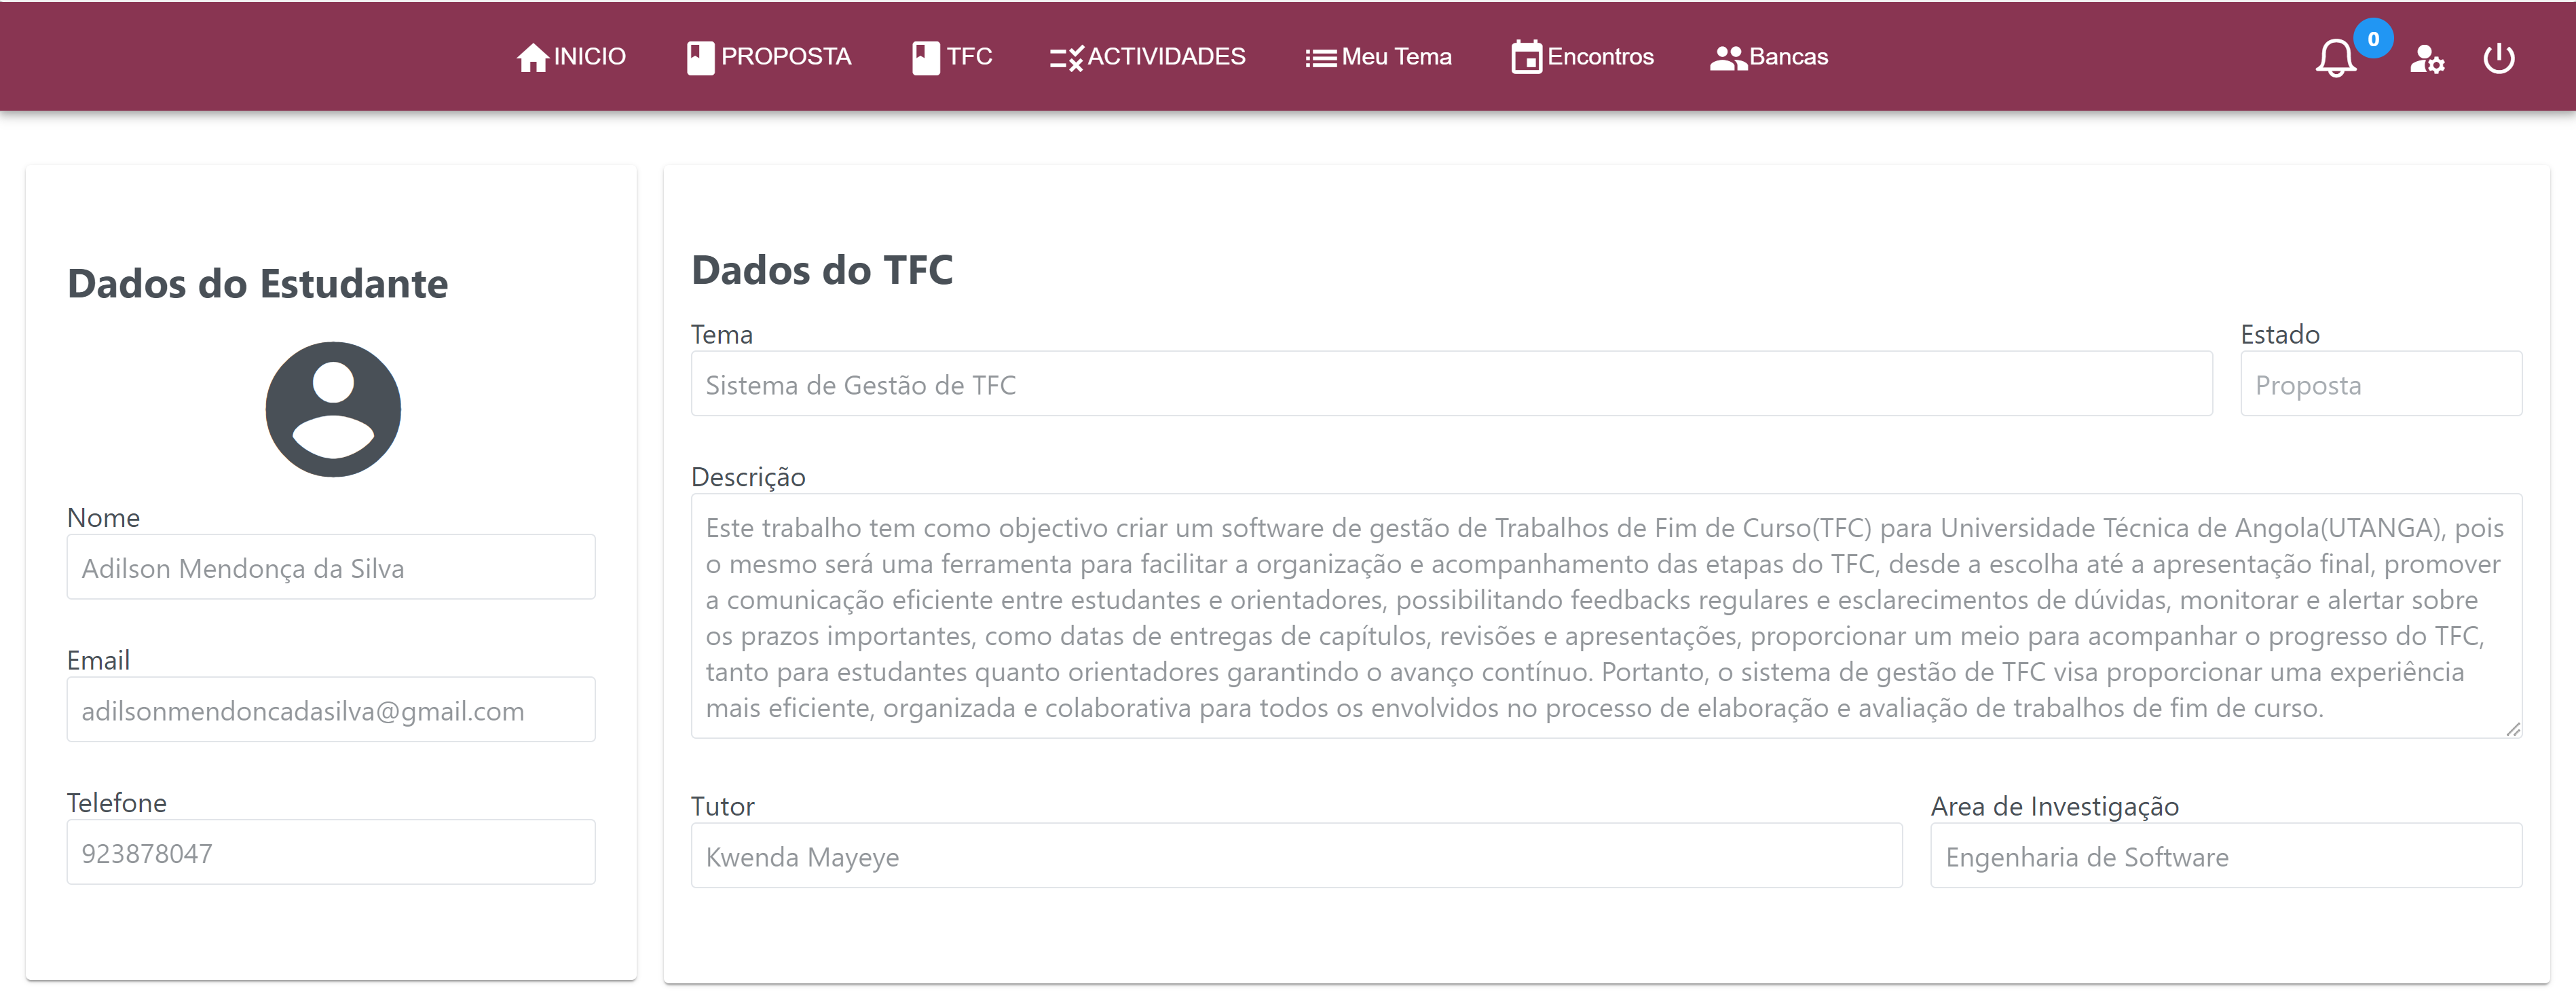 INICIO PROPOSTA TFC ACTIVIDADES Meu Tema Encontros Bancas 0
Dados do Estudante
Nome
Adilson Mendonça da Silva
Email
adilsonmendoncadasilva@gmail.com
Telefone
923878047
Dados do TFC
Tema Estado
Sistema de Gestão de TFC Proposta
Descrição
Este trabalho tem como objectivo criar um software de gestão de Trabalhos de Fim de Curso(TFC) para Universidade Técnica de Angola(UTANGA), pois
o mesmo será uma ferramenta para facilitar a organização e acompanhamento das etapas do TFC, desde a escolha até a apresentação final, promover
a comunicação eficiente entre estudantes e orientadores, possibilitando feedbacks regulares e esclarecimentos de dúvidas, monitorar e alertar sobre
os prazos importantes, como datas de entregas de capítulos, revisões e apresentações, proporcionar um meio para acompanhar o progresso do TFC,
tanto para estudantes quanto orientadores garantindo o avanço contínuo. Portanto, o sistema de gestão de TFC visa proporcionar uma experiência
mais eficiente, organizada e colaborativa para todos os envolvidos no processo de elaboração e avaliação de trabalhos de fim de curso.
Tutor Area de Investigação
Kwenda Mayeye Engenharia de Software